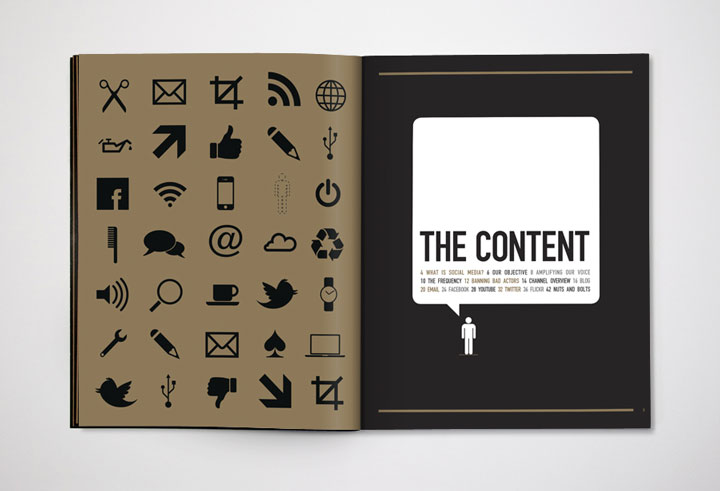 THE CONTENT
4 WHAT IS SOCIAL MEDIA? 6 OUR OBJECTIVE 8 AMPLIFYING OUR VOICE
10 THE FREQUENCY 12 BANNING BAD ACTORS 14 CHANNEL OVERVIEW 16 BLOG
20 EMAIL 24 FACEBOOK 28 YOUTUBE 32 TWITTER 36 FLICKR 42 NUTS AND BOLTS